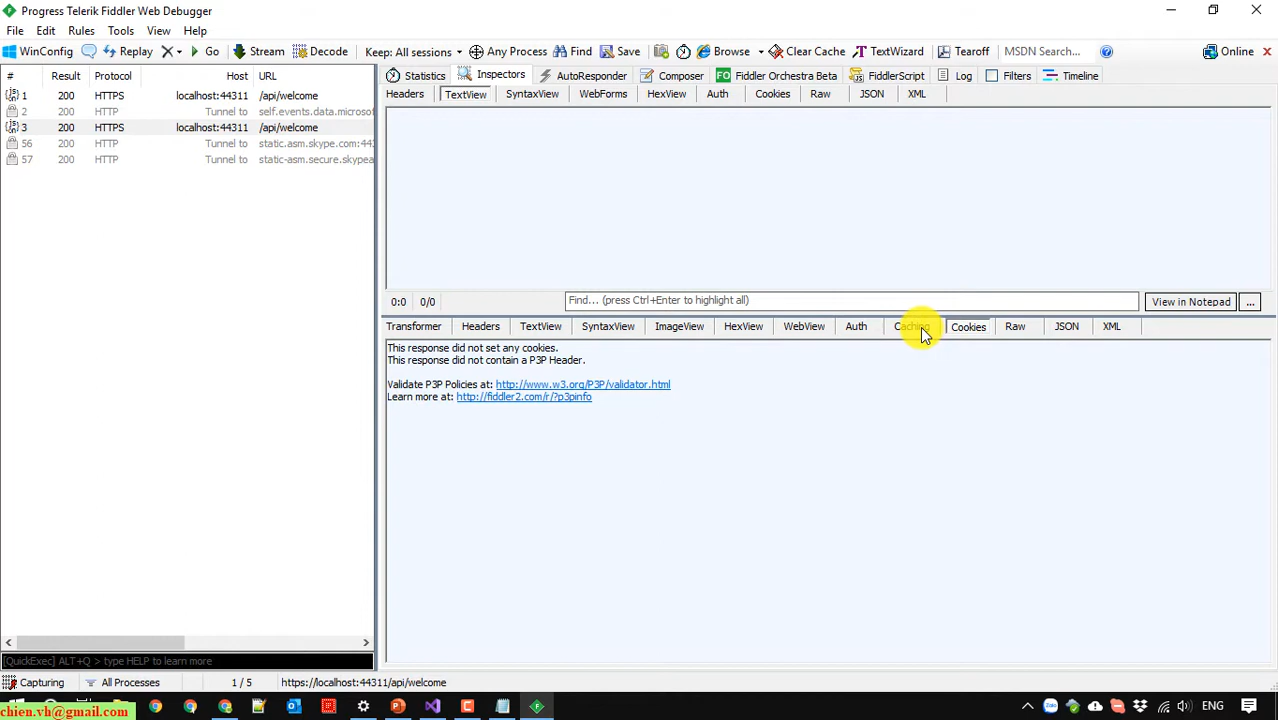 Progress Telerik Fiddler Web Debugger
File Edit Rules Tools View Help
WinConfig Replay Go Stream Decode Keep: All sessions Any Process Find Save Browse Clear Cache TextWizard Tearoff MSDN Search... Online
# Result Protocol Host URL
1 200 HTTPS localhost:44311 /api/welcome
2 200 HTTP Tunnel to self.events.data.microsof
3 200 HTTPS localhost:44311 /api/welcome
56 200 HTTP Tunnel to static.asm.skype.com:44
57 200 HTTP Tunnel to static-asm.secure.skypea
Statistics Inspectors AutoResponder Composer Fiddler Orchestra Beta FiddlerScript Log Filters Timeline
Headers TextView SyntaxView WebForms HexView Auth Cookies Raw JSON XML
0:0 0/0 Find... (press Ctrl+Enter to highlight all) View in Notepad ...
Transformer Headers TextView SyntaxView ImageView HexView WebView Auth Caching Cookies Raw JSON XML
This response did not set any cookies.
This response did not contain a P3P Header.
Validate P3P Policies at: http://www.w3.org/P3P/validator.html
Learn more at: http://fiddler2.com/r/?p3pinfo
[QuickExec] ALT+Q > type HELP to learn more
Capturing All Processes 1 / 5 https://localhost:44311/api/welcome
chien.vh@gmail.com
Zalo ENG